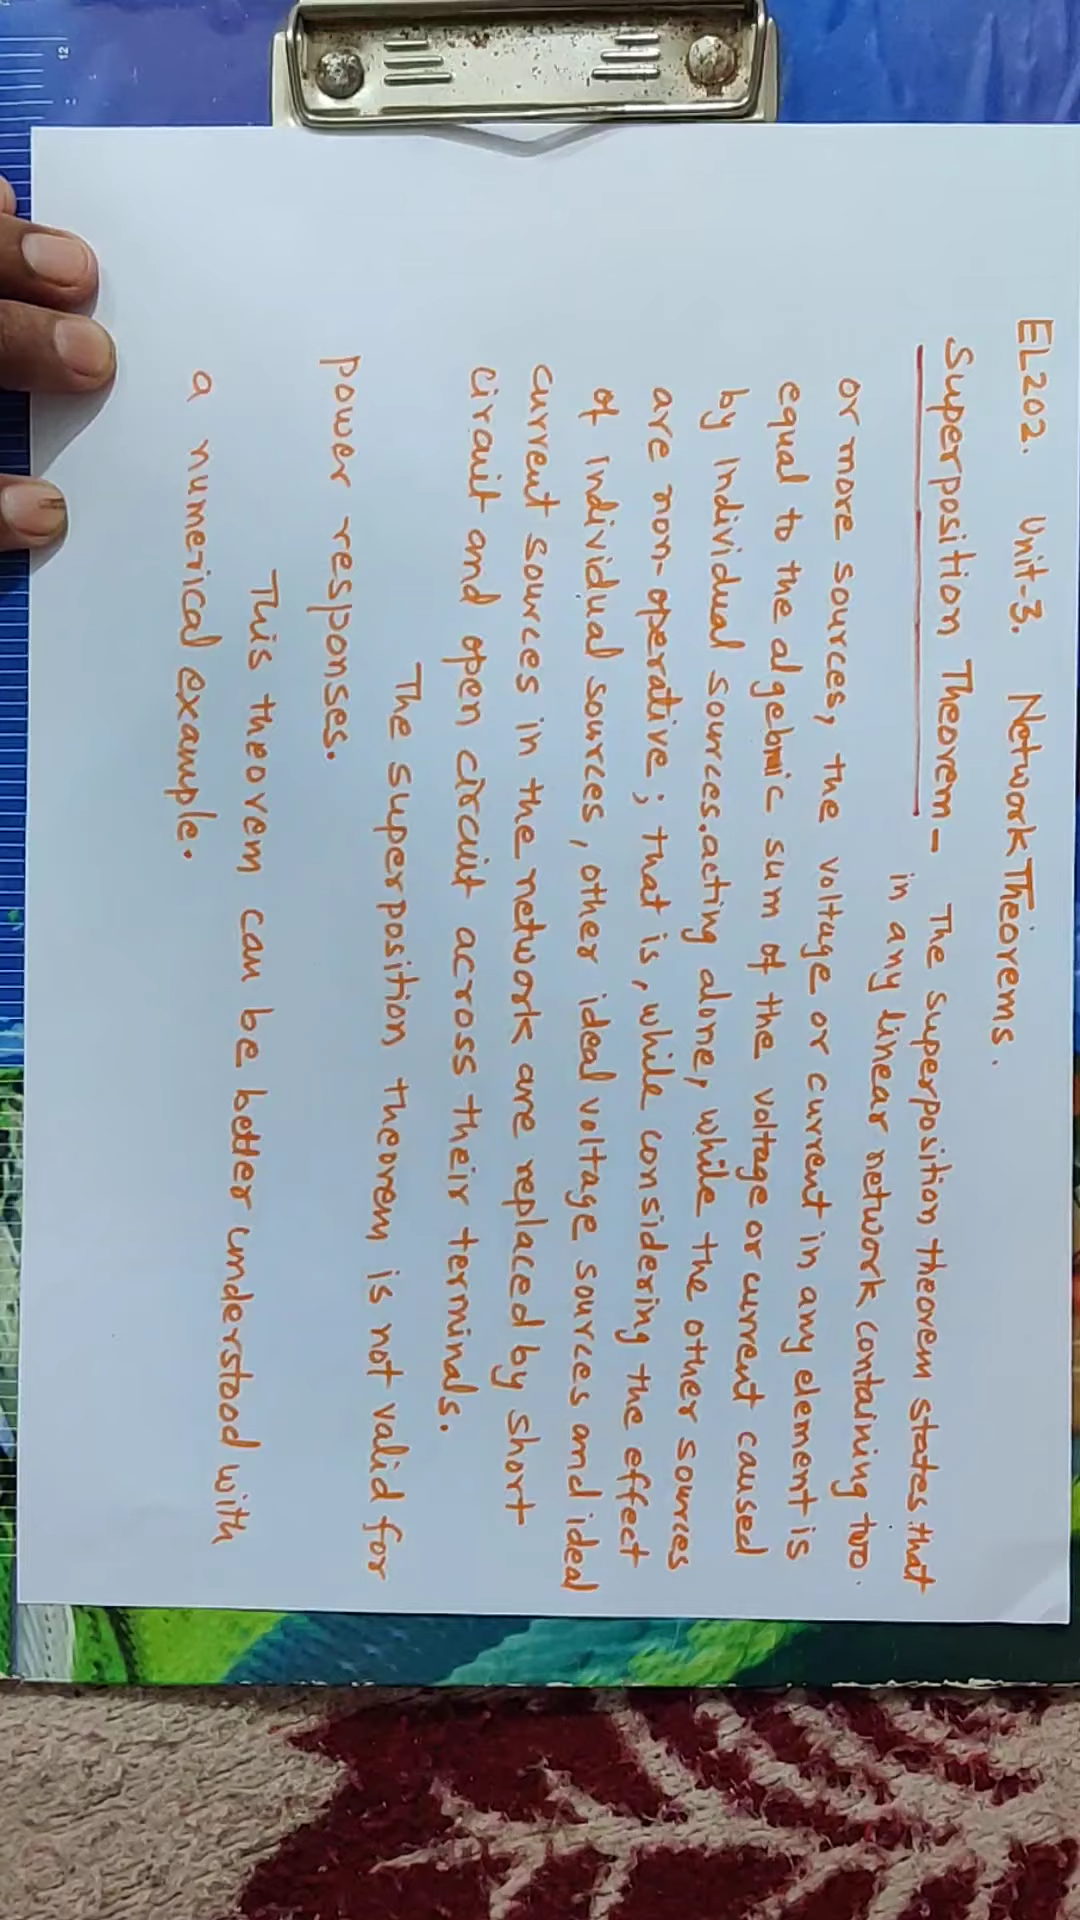 EL202. Unit-3. Network Theorems.
Superposition Theorem- The superposition theorem states that
in any linear network containing two
or more sources, the voltage or current in any element is
equal to the algebraic sum of the voltage or current caused
by individual sources acting alone, while the other sources
are non-operative; that is, while considering the effect
of individual sources, other ideal voltage sources and ideal
current sources in the network are replaced by short
circuit and open circuit across their terminals.
The superposition theorem is not valid for
power responses.
This theorem can be better understood with
a numerical example.
12